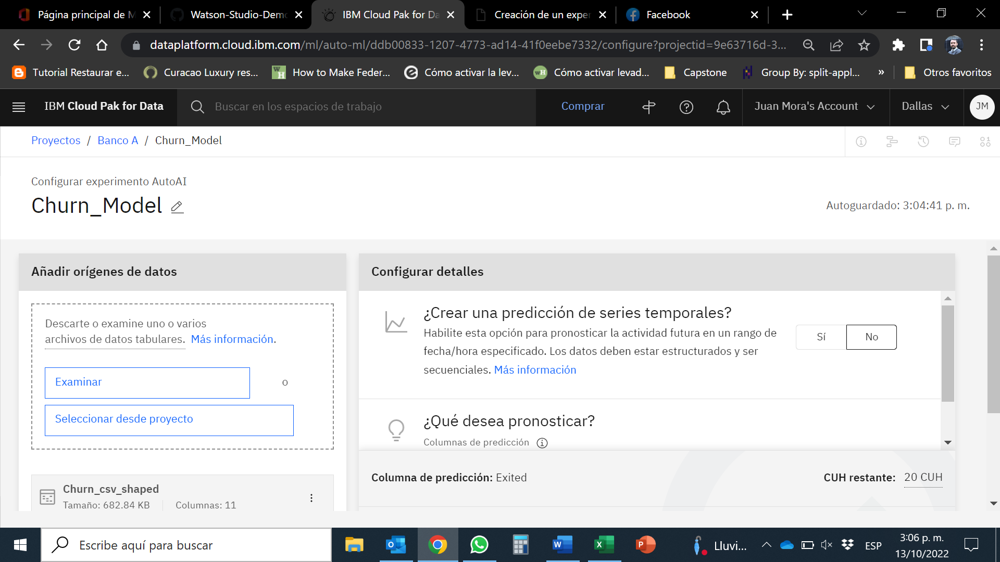 Página principal de M
Watson-Studio-Demo
IBM Cloud Pak for Da
Creación de un exper
Facebook
dataplatform.cloud.ibm.com/ml/auto-ml/ddb00833-1207-4773-ad14-41f0eebe7332/configure?projectid=9e63716d-3...
Tutorial Restaurar e...
Curacao Luxury res...
How to Make Feder...
Cómo activar la lev...
Cómo activar levad...
Capstone
Group By: split-appl...
»
Otros favoritos
IBM Cloud Pak for Data
Buscar en los espacios de trabajo
Comprar
Juan Mora's Account
Dallas
JM
Proyectos / Banco A / Churn_Model
Configurar experimento AutoAI
Churn_Model
Autoguardado: 3:04:41 p. m.
Añadir orígenes de datos
Descarte o examine uno o varios
archivos de datos tabulares. Más información.
Examinar
o
Seleccionar desde proyecto
Churn_csv_shaped
Tamaño: 682.84 KB
Columnas: 11
Configurar detalles
¿Crear una predicción de series temporales?
Habilite esta opción para pronosticar la actividad futura en un rango de
fecha/hora especificado. Los datos deben estar estructurados y ser
secuenciales. Más información
Sí
No
¿Qué desea pronosticar?
Columnas de predicción
Columna de predicción: Exited
CUH restante: 20 CUH
Escribe aquí para buscar
Lluvi...
ESP
3:06 p. m.
13/10/2022